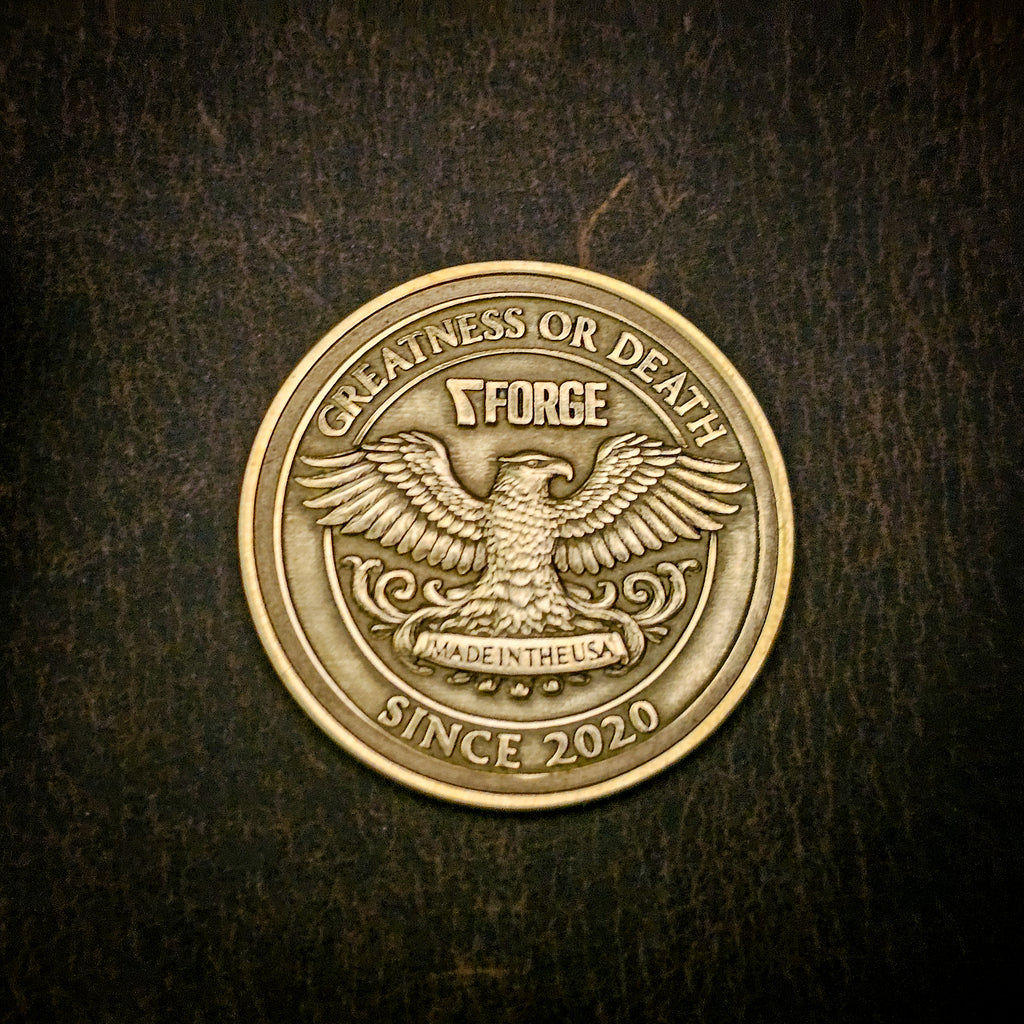 GREATNESS OR DEATH
FORGE
MADE IN THE USA
SINCE 2020